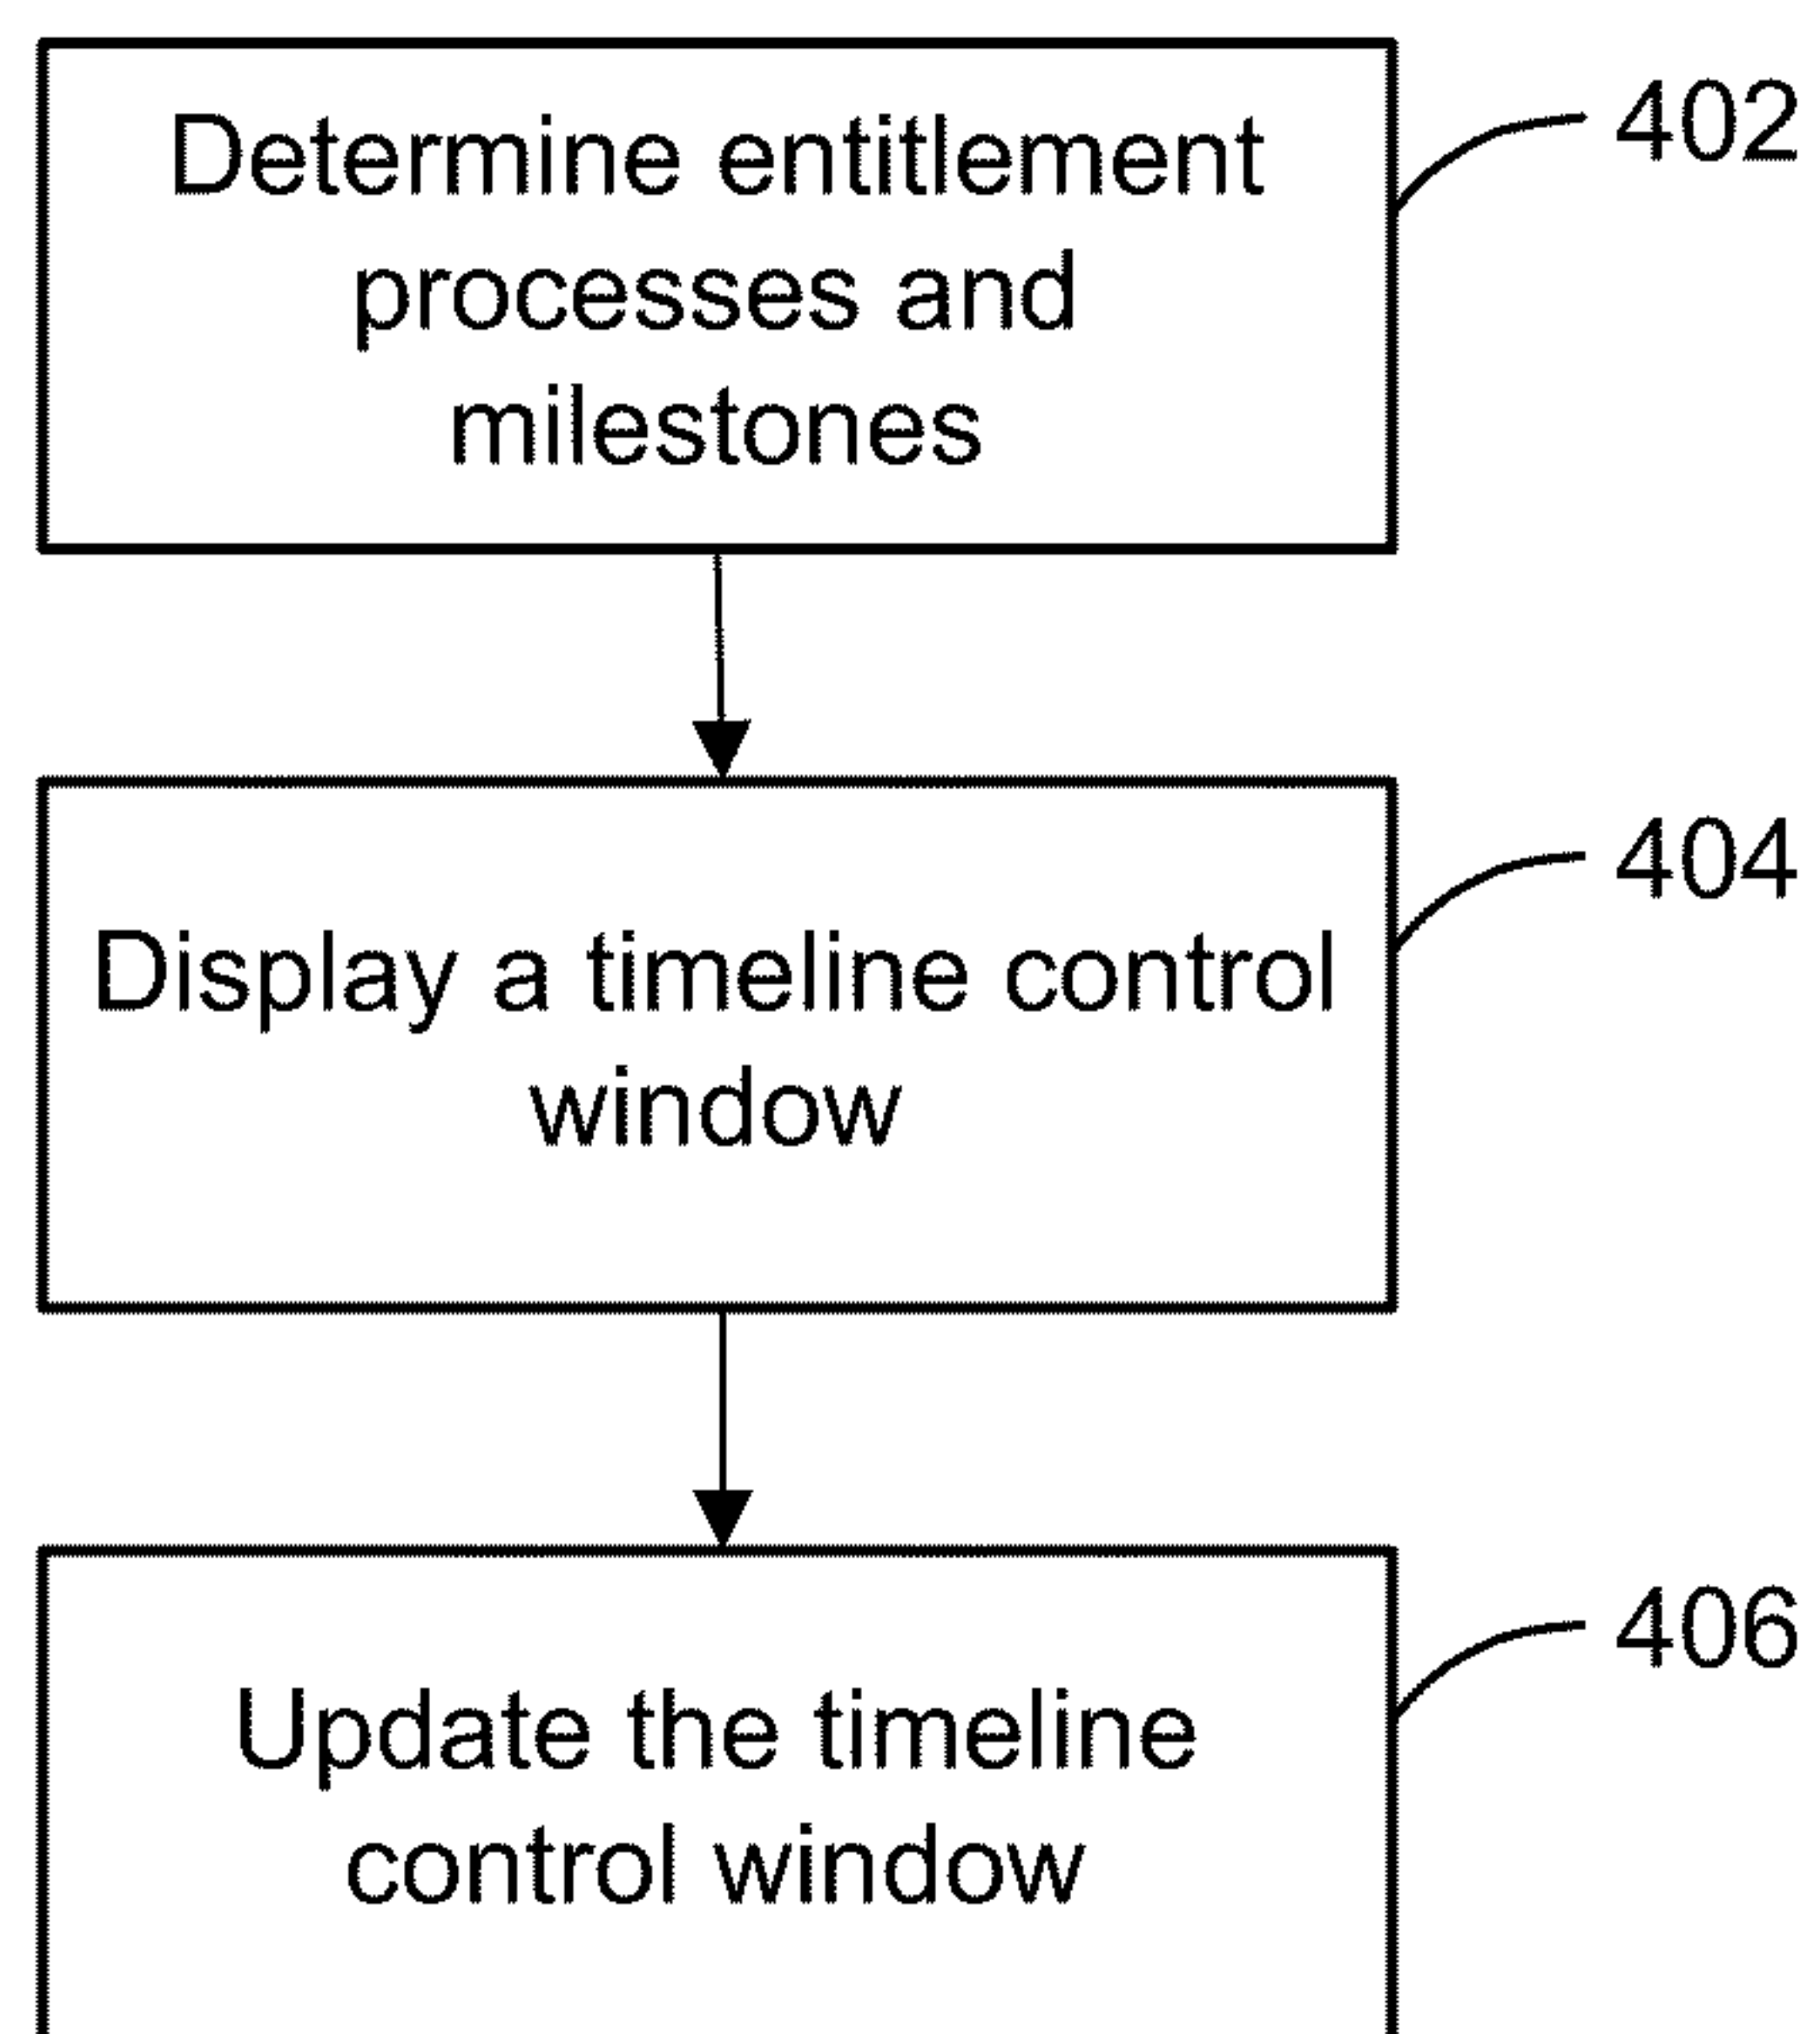 Determine entitlement
processes and
milestones
402
Display a timeline control
window
404
Update the timeline
control window
406